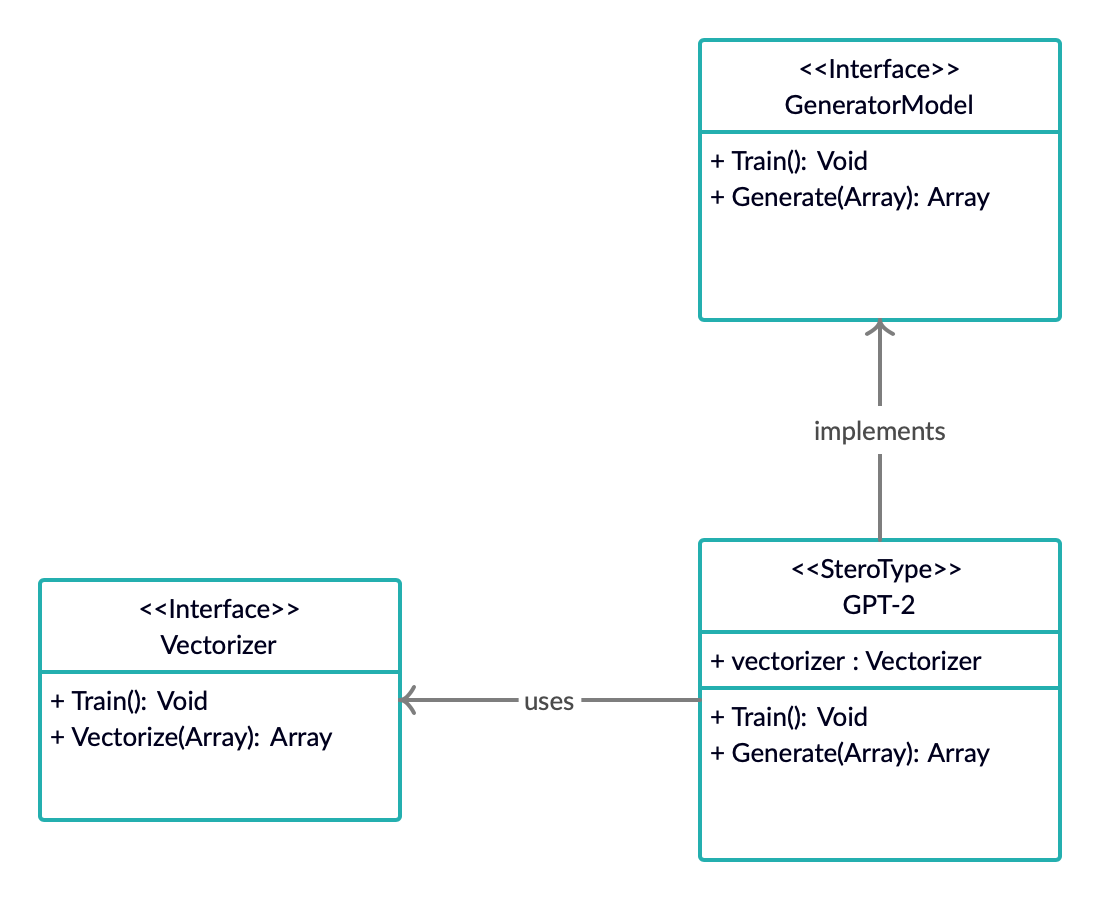 <<Interface>>
GeneratorModel
+ Train(): Void
+ Generate(Array): Array
implements
<<SteroType>>
GPT-2
+ vectorizer : Vectorizer
+ Train(): Void
+ Generate(Array): Array
uses
<<Interface>>
Vectorizer
+ Train(): Void
+ Vectorize(Array): Array